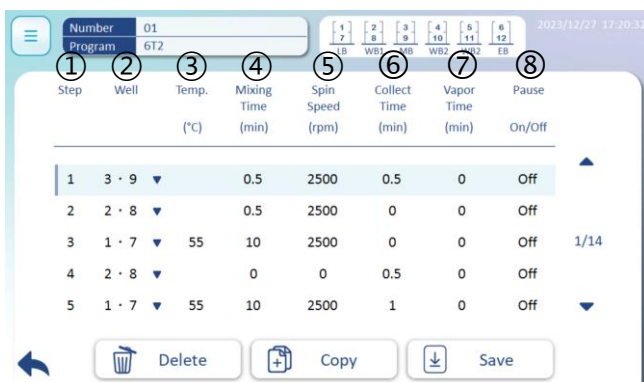 Number 01
Program 6T2
1 2 3 4 5 6
7 8 9 10 11 12
LB WB1 MB WB2 WB2 EB
2023/12/27 17:20:32
① ② ③ ④ ⑤ ⑥ ⑦ ⑧
Step Well Temp. Mixing Time Spin Speed Collect Time Vapor Time Pause
(°C) (min) (rpm) (min) (min) On/Off
1 3・9 ▼ 0.5 2500 0.5 0 Off
2 2・8 ▼ 0.5 2500 0 0 Off
3 1・7 ▼ 55 10 2500 0 0 Off
1/14
4 2・8 ▼ 0 0 0.5 0 Off
5 1・7 ▼ 55 10 2500 1 0 Off
Delete Copy Save